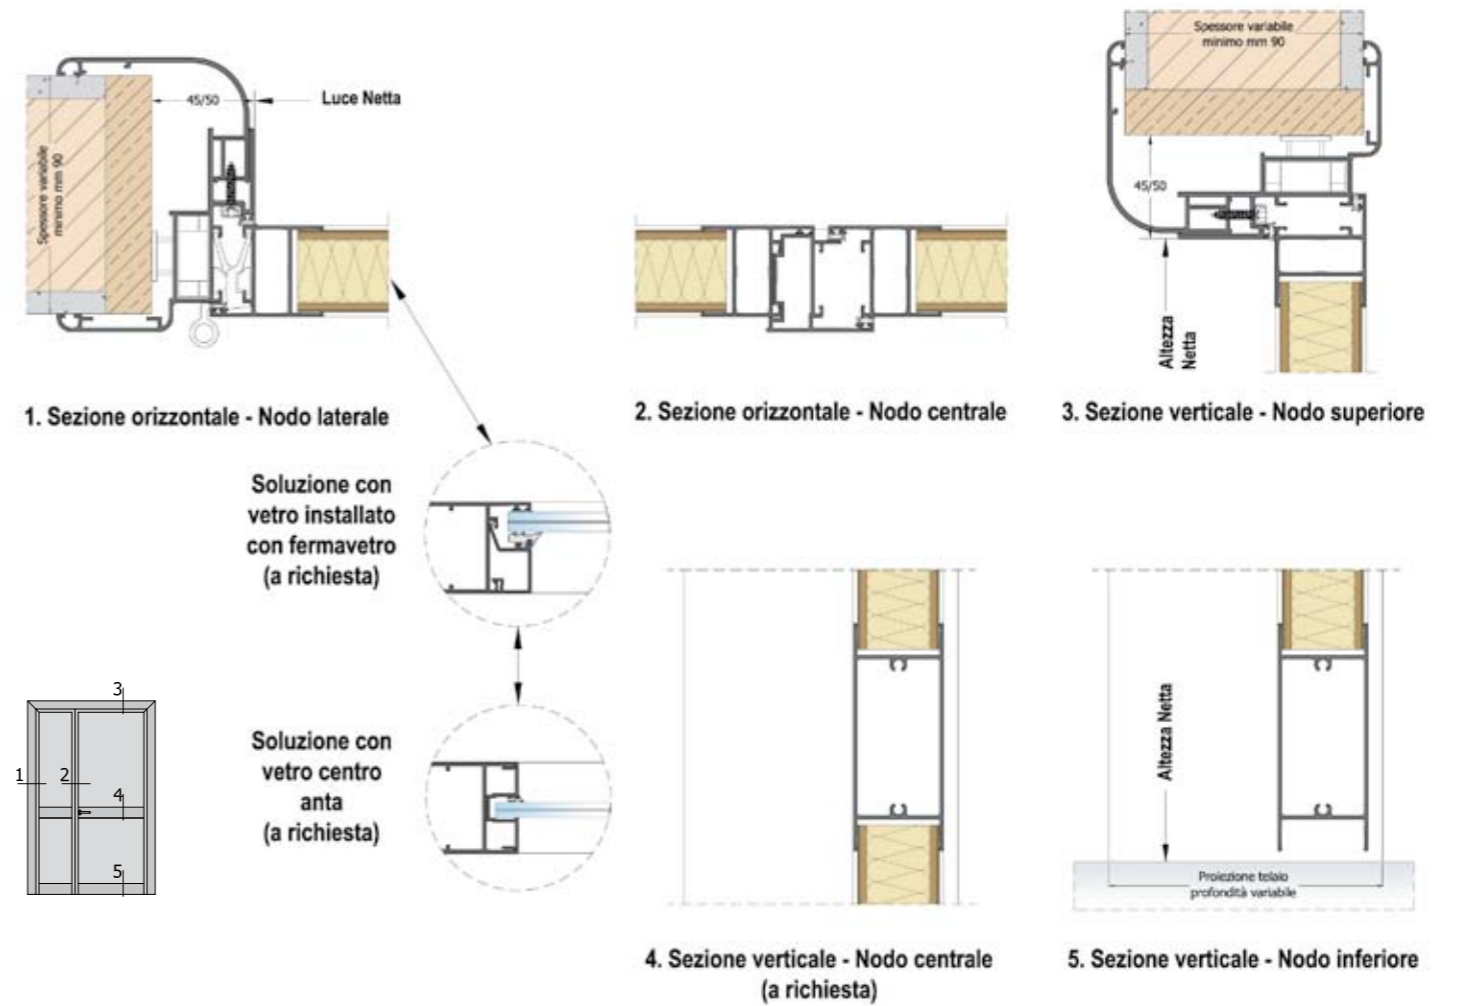 Spessore variabile
minimo mm 90
45/50
Luce Netta
1. Sezione orizzontale - Nodo laterale
2. Sezione orizzontale - Nodo centrale
Spessore variabile
minimo mm 90
45/50
Altezza
Netta
3. Sezione verticale - Nodo superiore
Soluzione con
vetro installato
con fermavetro
(a richiesta)
Soluzione con
vetro centro
anta
(a richiesta)
3
1
2
4
5
4. Sezione verticale - Nodo centrale
(a richiesta)
Altezza Netta
Proiezione telaio
profondità variabile
5. Sezione verticale - Nodo inferiore